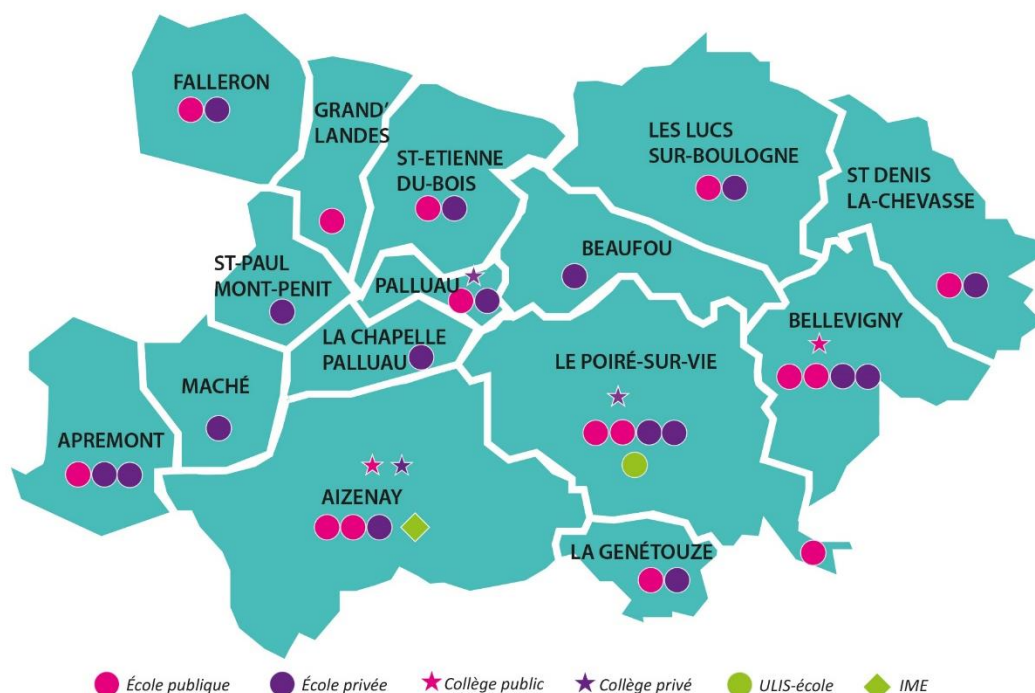 FALLERON
GRAND'
LANDES
ST-ETIENNE
DU-BOIS
LES LUCS
SUR-BOULOGNE
ST DENIS
LA-CHEVASSE
ST-PAUL
MONT-PENIT
PALLUAU
BEAUFOU
BELLEVIGNY
LA CHAPELLE
PALLUAU
LE POIRÉ-SUR-VIE
MACHÉ
APREMONT
AIZENAY
LA GENÉTOUZE
École publique
École privée
Collège public
Collège privé
ULIS-école
IME